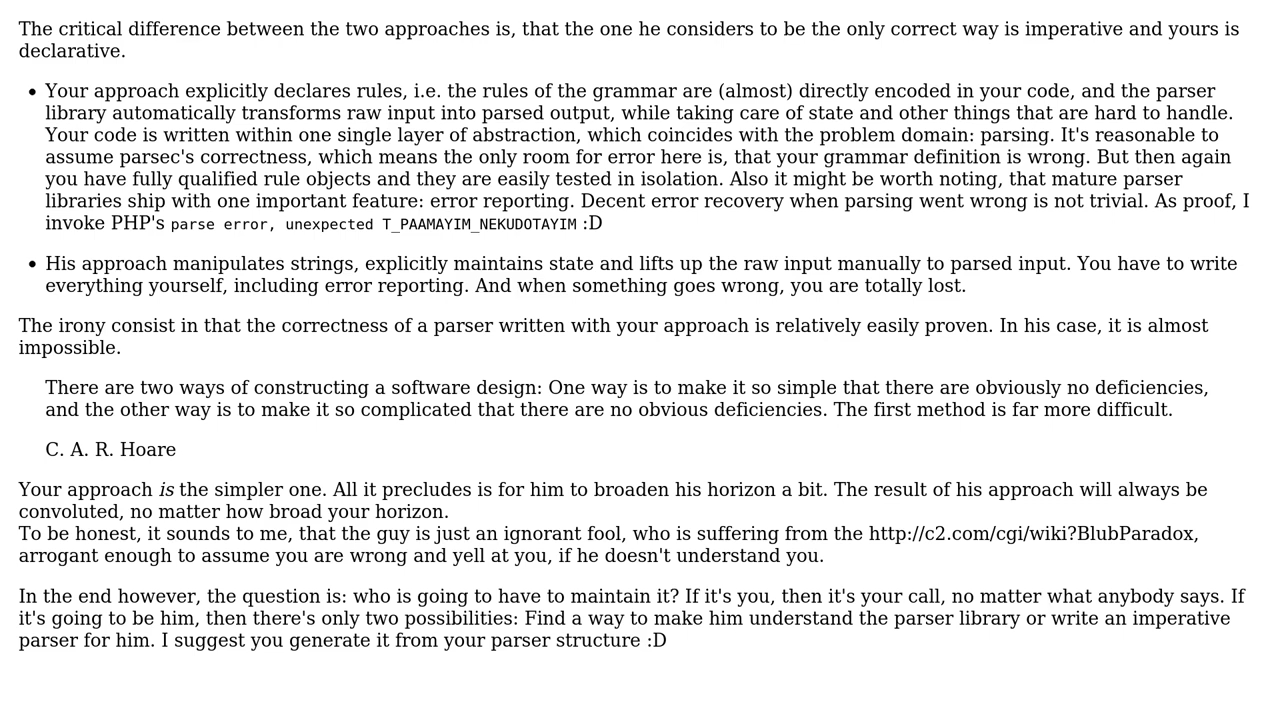 The critical difference between the two approaches is, that the one he considers to be the only correct way is imperative and yours is
declarative.
• Your approach explicitly declares rules, i.e. the rules of the grammar are (almost) directly encoded in your code, and the parser
library automatically transforms raw input into parsed output, while taking care of state and other things that are hard to handle.
Your code is written within one single layer of abstraction, which coincides with the problem domain: parsing. It's reasonable to
assume parsec's correctness, which means the only room for error here is, that your grammar definition is wrong. But then again
you have fully qualified rule objects and they are easily tested in isolation. Also it might be worth noting, that mature parser
libraries ship with one important feature: error reporting. Decent error recovery when parsing went wrong is not trivial. As proof, I
invoke PHP's parse error, unexpected T_PAAMAYIM_NEKUDOTAYIM :D
• His approach manipulates strings, explicitly maintains state and lifts up the raw input manually to parsed input. You have to write
everything yourself, including error reporting. And when something goes wrong, you are totally lost.
The irony consist in that the correctness of a parser written with your approach is relatively easily proven. In his case, it is almost
impossible.
There are two ways of constructing a software design: One way is to make it so simple that there are obviously no deficiencies,
and the other way is to make it so complicated that there are no obvious deficiencies. The first method is far more difficult.
C. A. R. Hoare
Your approach is the simpler one. All it precludes is for him to broaden his horizon a bit. The result of his approach will always be
convoluted, no matter how broad your horizon.
To be honest, it sounds to me, that the guy is just an ignorant fool, who is suffering from the http://c2.com/cgi/wiki?BlubParadox,
arrogant enough to assume you are wrong and yell at you, if he doesn't understand you.
In the end however, the question is: who is going to have to maintain it? If it's you, then it's your call, no matter what anybody says. If
it's going to be him, then there's only two possibilities: Find a way to make him understand the parser library or write an imperative
parser for him. I suggest you generate it from your parser structure :D